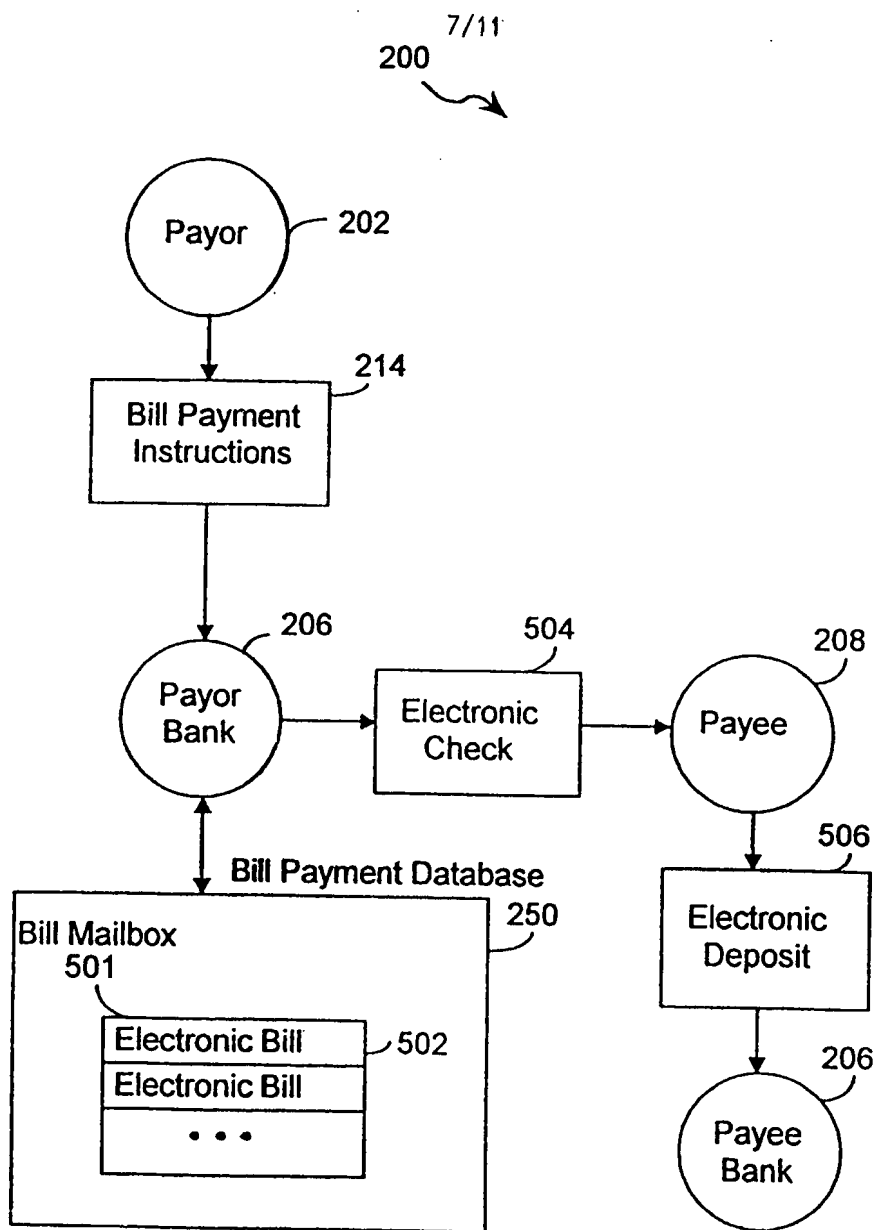 7/11
200
Payor
202
214
Bill Payment
Instructions
206
Payor
Bank
504
Electronic
Check
208
Payee
506
Electronic
Deposit
206
Payee
Bank
Bill Payment Database
250
Bill Mailbox
501
Electronic Bill
502
Electronic Bill
• • •